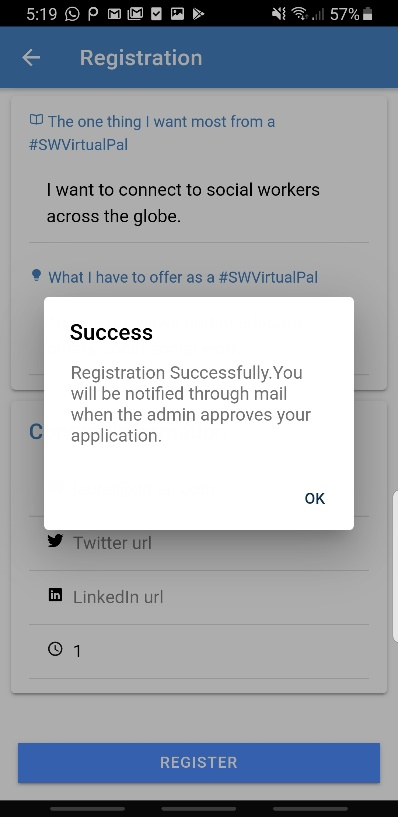 5:19 57%
Registration
The one thing I want most from a
#SWVirtualPal
I want to connect to social workers
across the globe.
What I have to offer as a #SWVirtualPal
Success
Registration Successfully.You
will be notified through mail
when the admin approves your
application.
OK
C
Twitter url
LinkedIn url
1
REGISTER